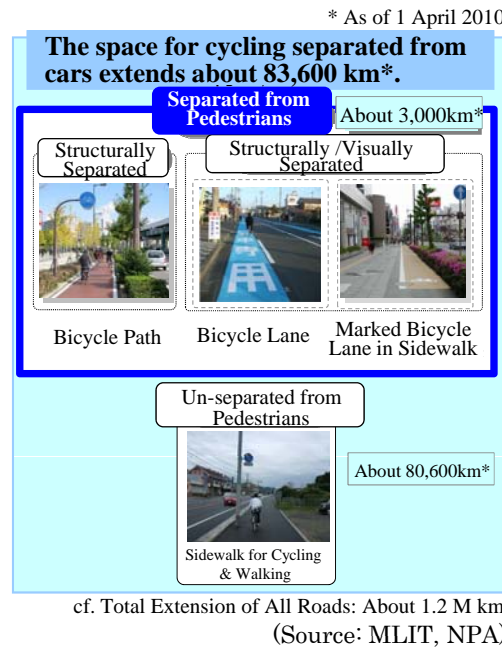 * As of 1 April 2010
The space for cycling separated from
cars extends about 83,600 km*.
Separated from
Pedestrians
About 3,000km*
Structurally
Separated
Structurally /Visually
Separated
Bicycle Path
Bicycle Lane
Marked Bicycle
Lane in Sidewalk
Un-separated from
Pedestrians
About 80,600km*
Sidewalk for Cycling
& Walking
cf. Total Extension of All Roads: About 1.2 M km
(Source: MLIT, NPA)